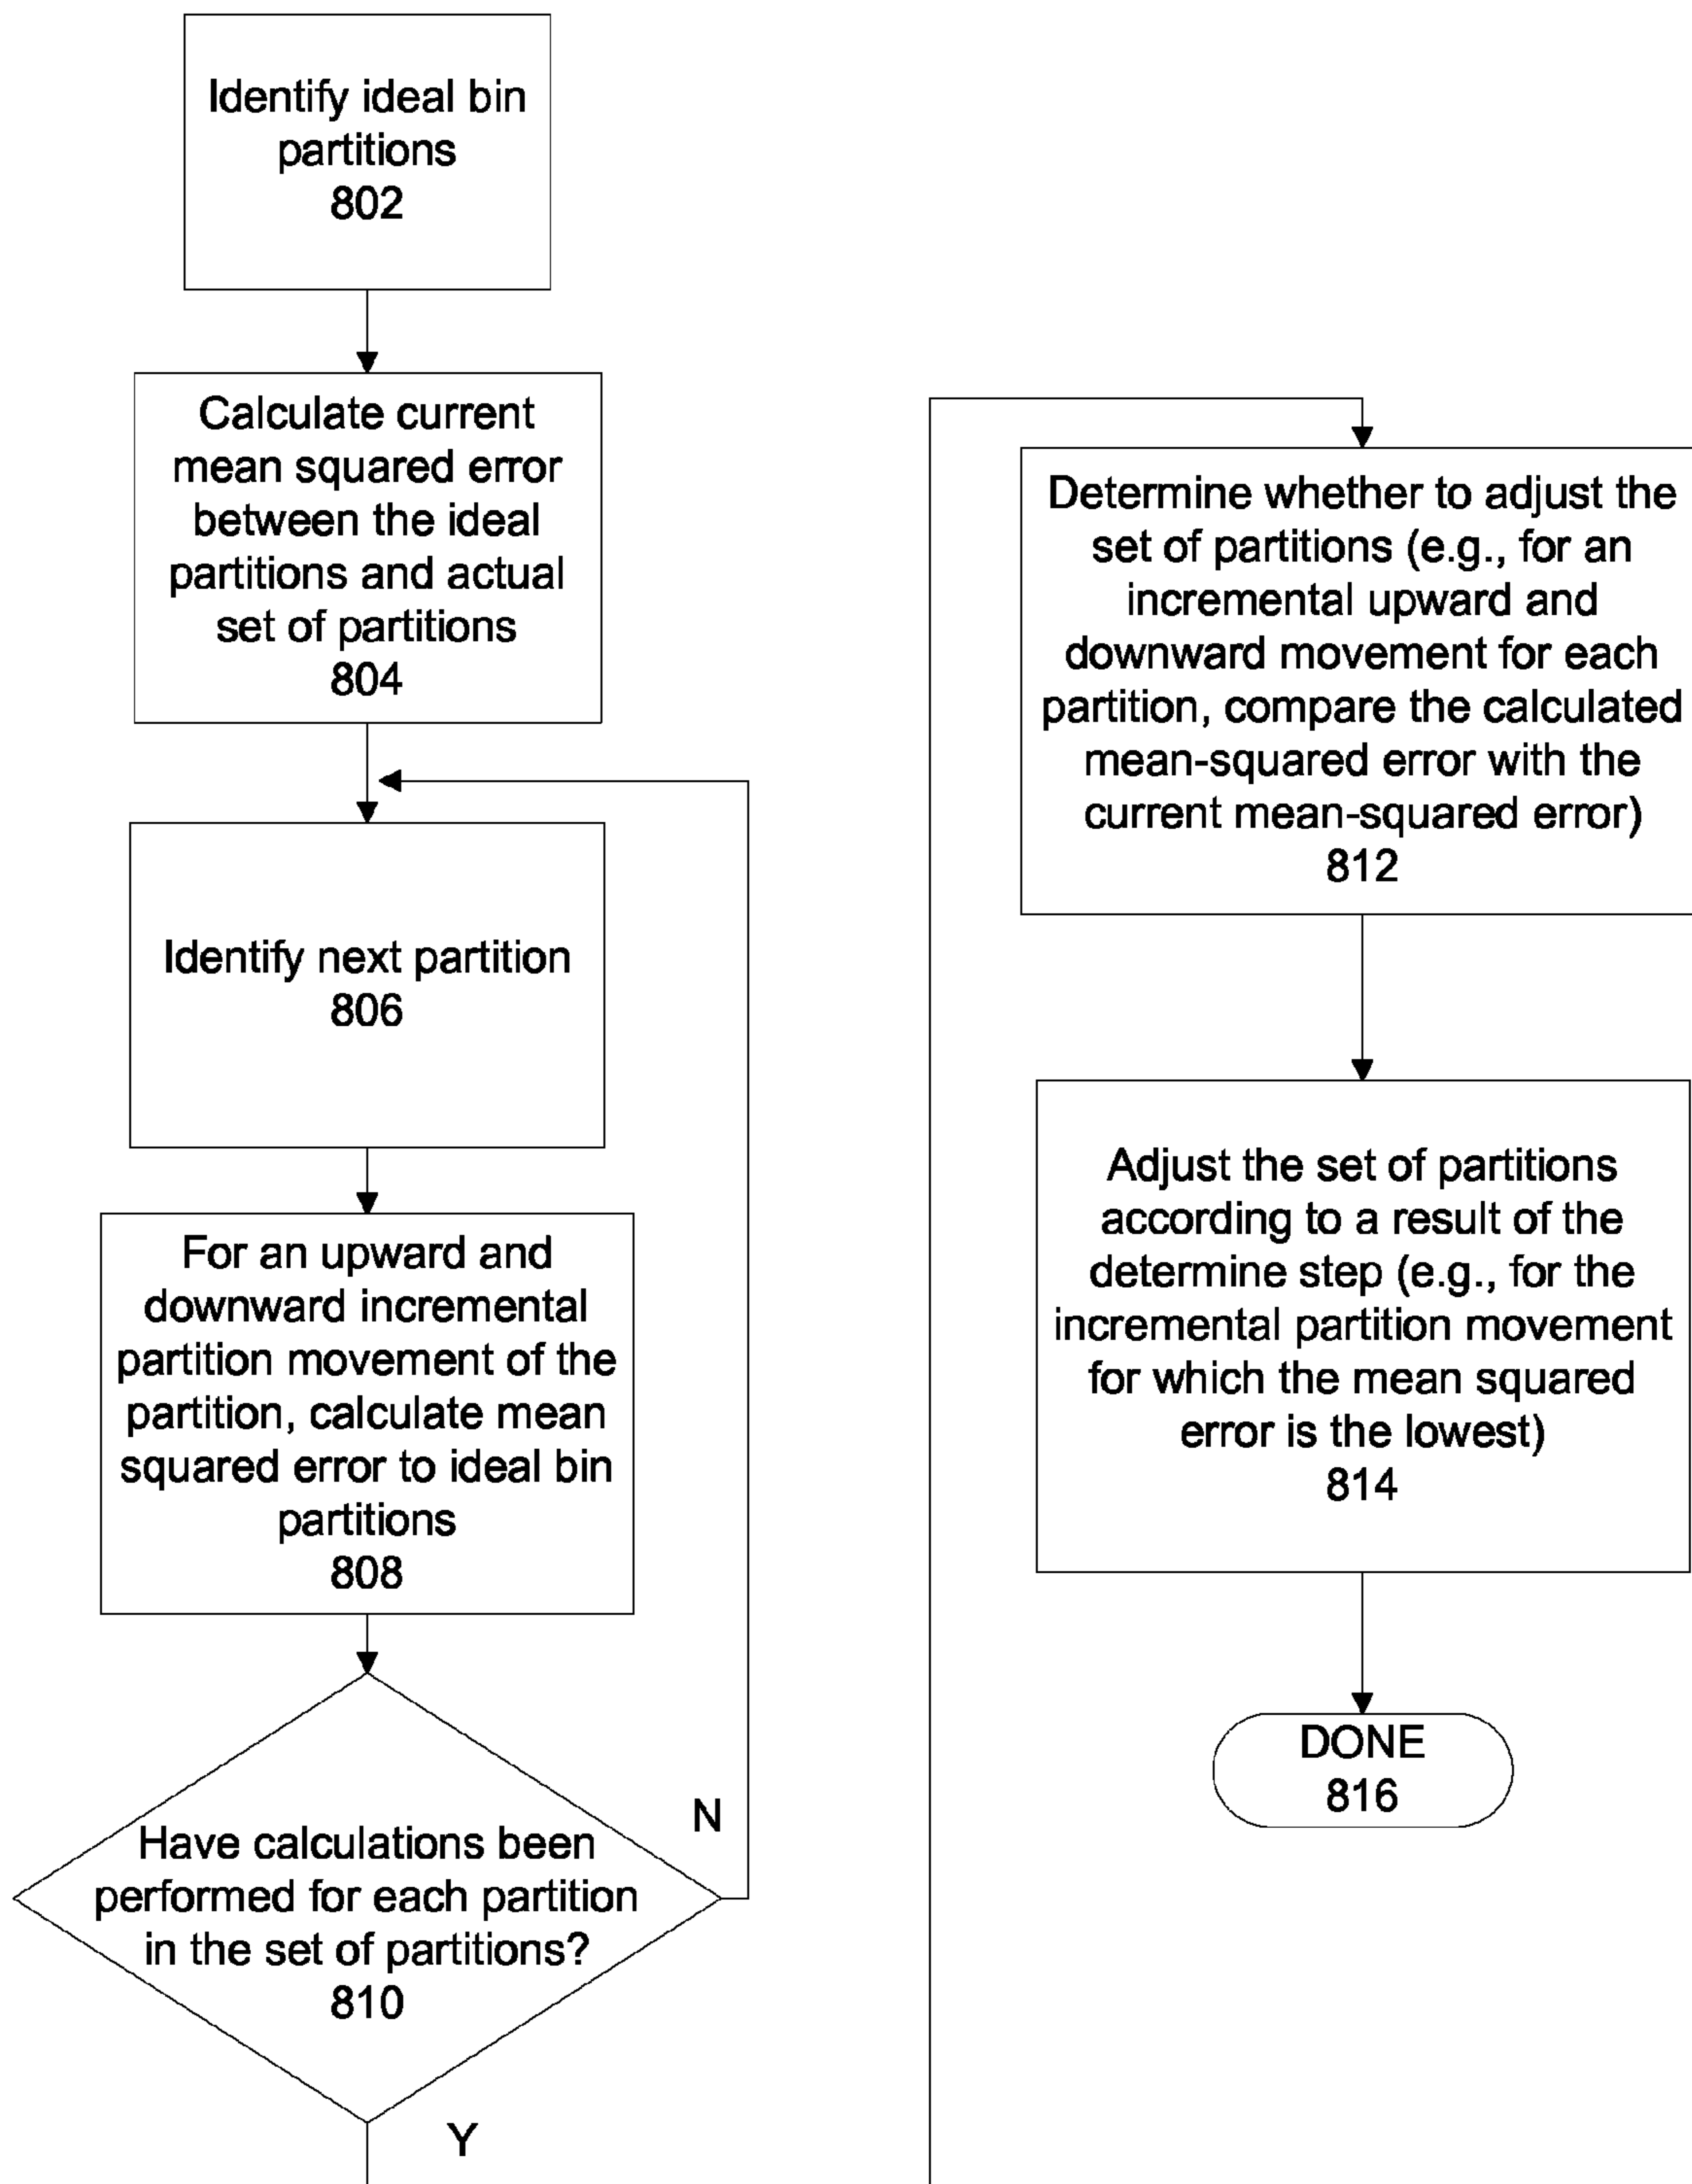 Identify ideal bin
partitions
802
Calculate current
mean squared error
between the ideal
partitions and actual
set of partitions
804
Identify next partition
806
For an upward and
downward incremental
partition movement of the
partition, calculate mean
squared error to ideal bin
partitions
808
N
Have calculations been
performed for each partition
in the set of partitions?
810
Y
Determine whether to adjust the
set of partitions (e.g., for an
incremental upward and
downward movement for each
partition, compare the calculated
mean-squared error with the
current mean-squared error)
812
Adjust the set of partitions
according to a result of the
determine step (e.g., for the
incremental partition movement
for which the mean squared
error is the lowest)
814
DONE
816